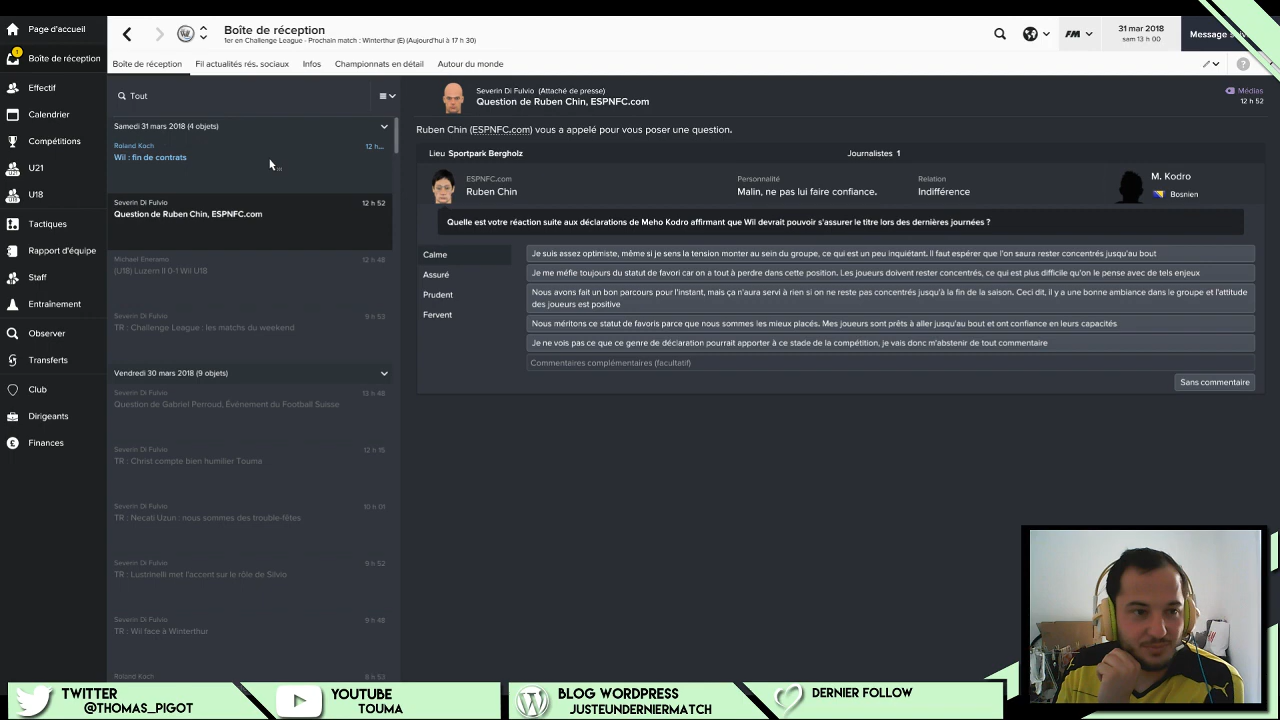 Page d'accueil
1
Boîte de réception
Effectif
Calendrier
Compétitions
U21
U18
Tactiques
Rapport d'équipe
Staff
Entraînement
Observer
Transferts
Club
Dirigeants
Finances
Boîte de réception
1er en Challenge League - Prochain match : Winterthur (E) (Aujourd'hui à 17 h 30)
FM
31 mar 2018
sam 13 h 00
Boîte de réception
Fil actualités rés. sociaux
Infos
Championnats en détail
Autour du monde
Tout
Samedi 31 mars 2018 (4 objets)
Roland Koch
12 h...
Wil : fin de contrats
Severin Di Fulvio
12 h 52
Question de Ruben Chin, ESPNFC.com
Michael Eneramo
12 h 48
(U18) Luzern II 0-1 Wil U18
Severin Di Fulvio
9 h 53
TR : Challenge League : les matchs du weekend
Vendredi 30 mars 2018 (9 objets)
Severin Di Fulvio
13 h 48
Question de Gabriel Perroud, Évènement du Football Suisse
Severin Di Fulvio
12 h 15
TR : Christ compte bien humilier Touma
Severin Di Fulvio
10 h 01
TR : Necati Uzun : nous sommes des trouble-fêtes
Severin Di Fulvio
9 h 52
TR : Lustrinelli met l'accent sur le rôle de Silvio
Severin Di Fulvio
9 h 48
TR : Wil face à Winterthur
Roland Koch
8 h 53
Severin Di Fulvio (Attaché de presse)
Question de Ruben Chin, ESPNFC.com
Médias
12 h 52
Ruben Chin (ESPNFC.com) vous a appelé pour vous poser une question.
Lieu Sportpark Bergholz
Journalistes 1
ESPNFC.com
Ruben Chin
Personnalité
Malin, ne pas lui faire confiance.
Relation
Indifférence
M. Kodro
Bosnien
Quelle est votre réaction suite aux déclarations de Meho Kodro affirmant que Wil devrait pouvoir s'assurer le titre lors des dernières journées ?
Calme
Assuré
Prudent
Fervent
Je suis assez optimiste, même si je sens la tension monter au sein du groupe, ce qui est un peu inquiétant. Il faut espérer que l'on saura rester concentrés jusqu'au bout
Je me méfie toujours du statut de favori car on a tout à perdre dans cette position. Les joueurs doivent rester concentrés, ce qui est plus difficile qu'on le pense avec de tels enjeux
Nous avons fait un bon parcours pour l'instant, mais ça n'aura servi à rien si on ne reste pas concentrés jusqu'à la fin de la saison. Ceci dit, il y a une bonne ambiance dans le groupe et l'attitude
des joueurs est positive
Nous méritons ce statut de favoris parce que nous sommes les mieux placés. Mes joueurs sont prêts à aller jusqu'au bout et ont confiance en leurs capacités
Je ne vois pas ce que ce genre de déclaration pourrait apporter à ce stade de la compétition, je vais donc m'abstenir de tout commentaire
Commentaires complémentaires (facultatif)
Sans commentaire
TWITTER
@THOMAS_PIGOT
YOUTUBE
TOUMA
BLOG WORDPRESS
JUSTEUNDERNIERMATCH
DERNIER FOLLOW